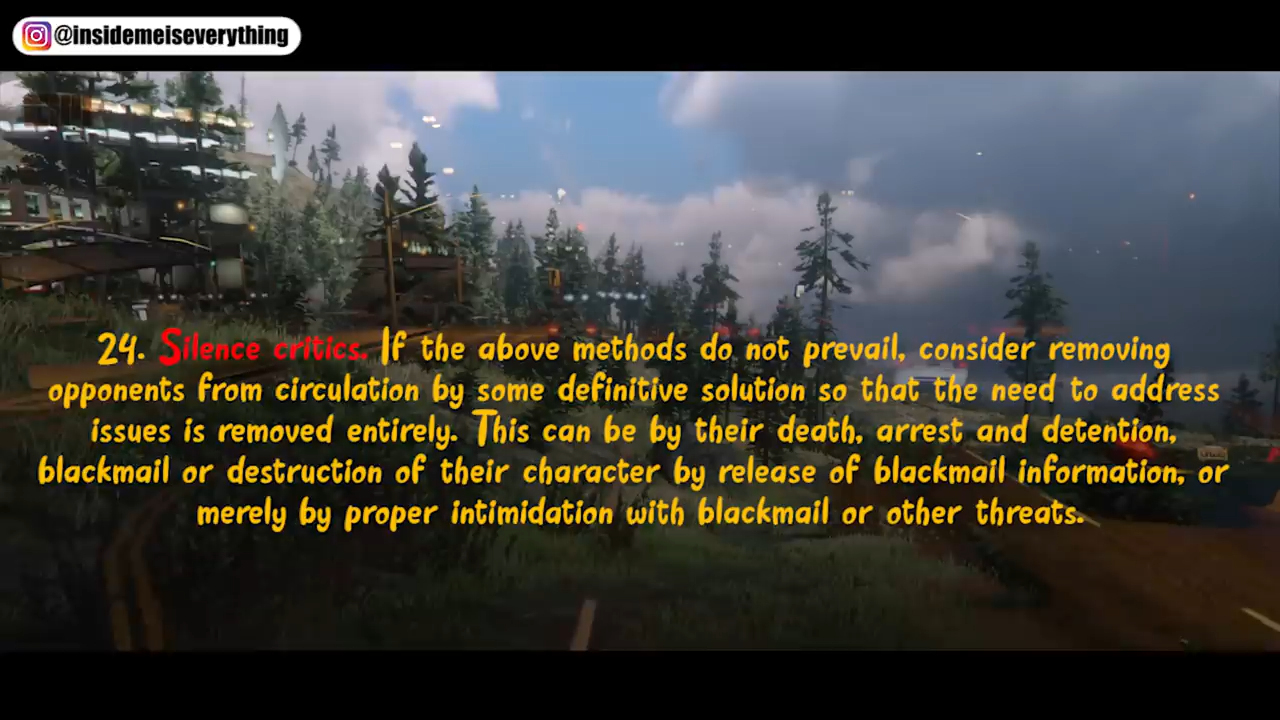 @insidemeiseverything
24. Silence critics. If the above methods do not prevail, consider removing
opponents from circulation by some definitive solution so that the need to address
issues is removed entirely. This can be by their death, arrest and detention,
blackmail or destruction of their character by release of blackmail information, or
merely by proper intimidation with blackmail or other threats.